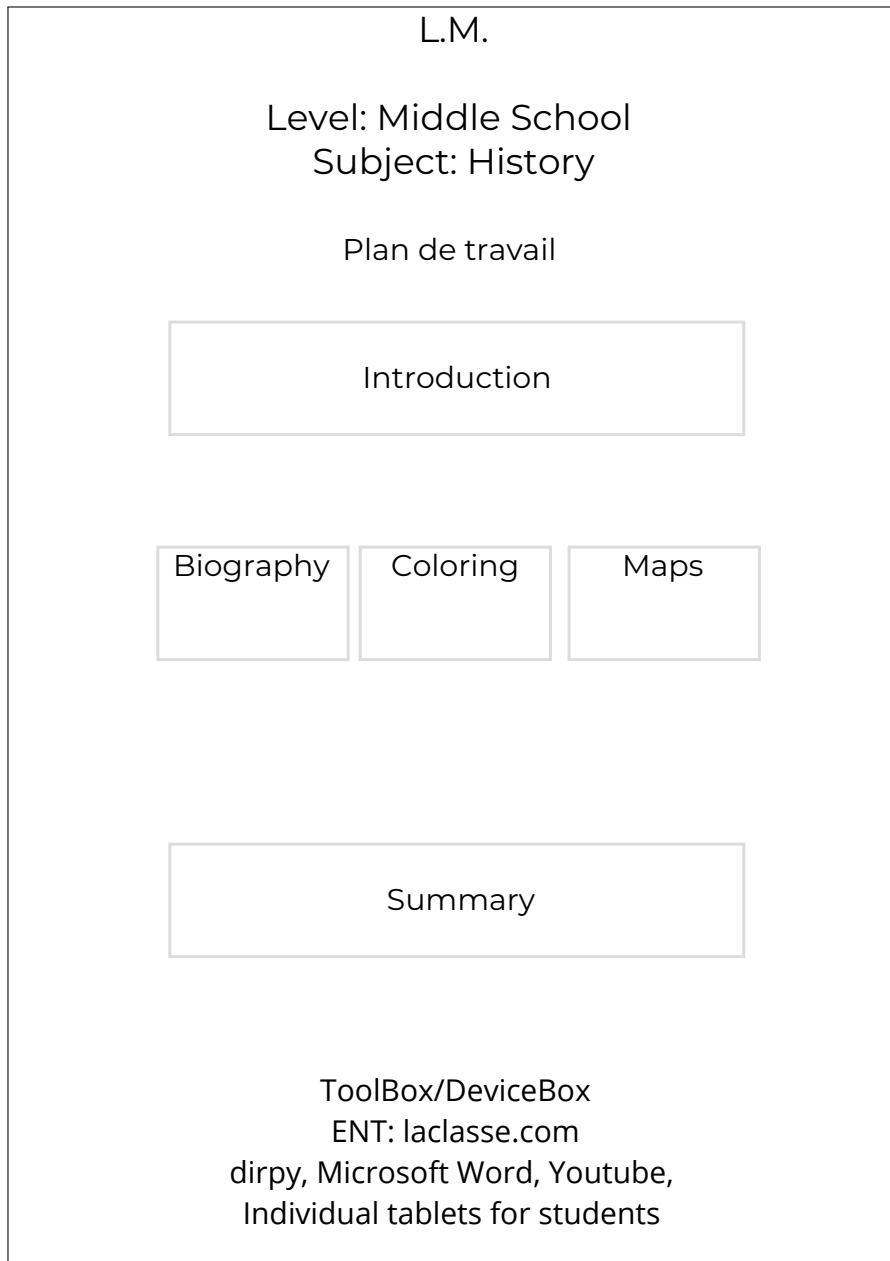 L.M.
Level: Middle School
Subject: History
Plan de travail
Introduction
Biography
Coloring
Maps
Summary
ToolBox/DeviceBox
ENT: laclasse.com
dirpy, Microsoft Word, Youtube,
Individual tablets for students